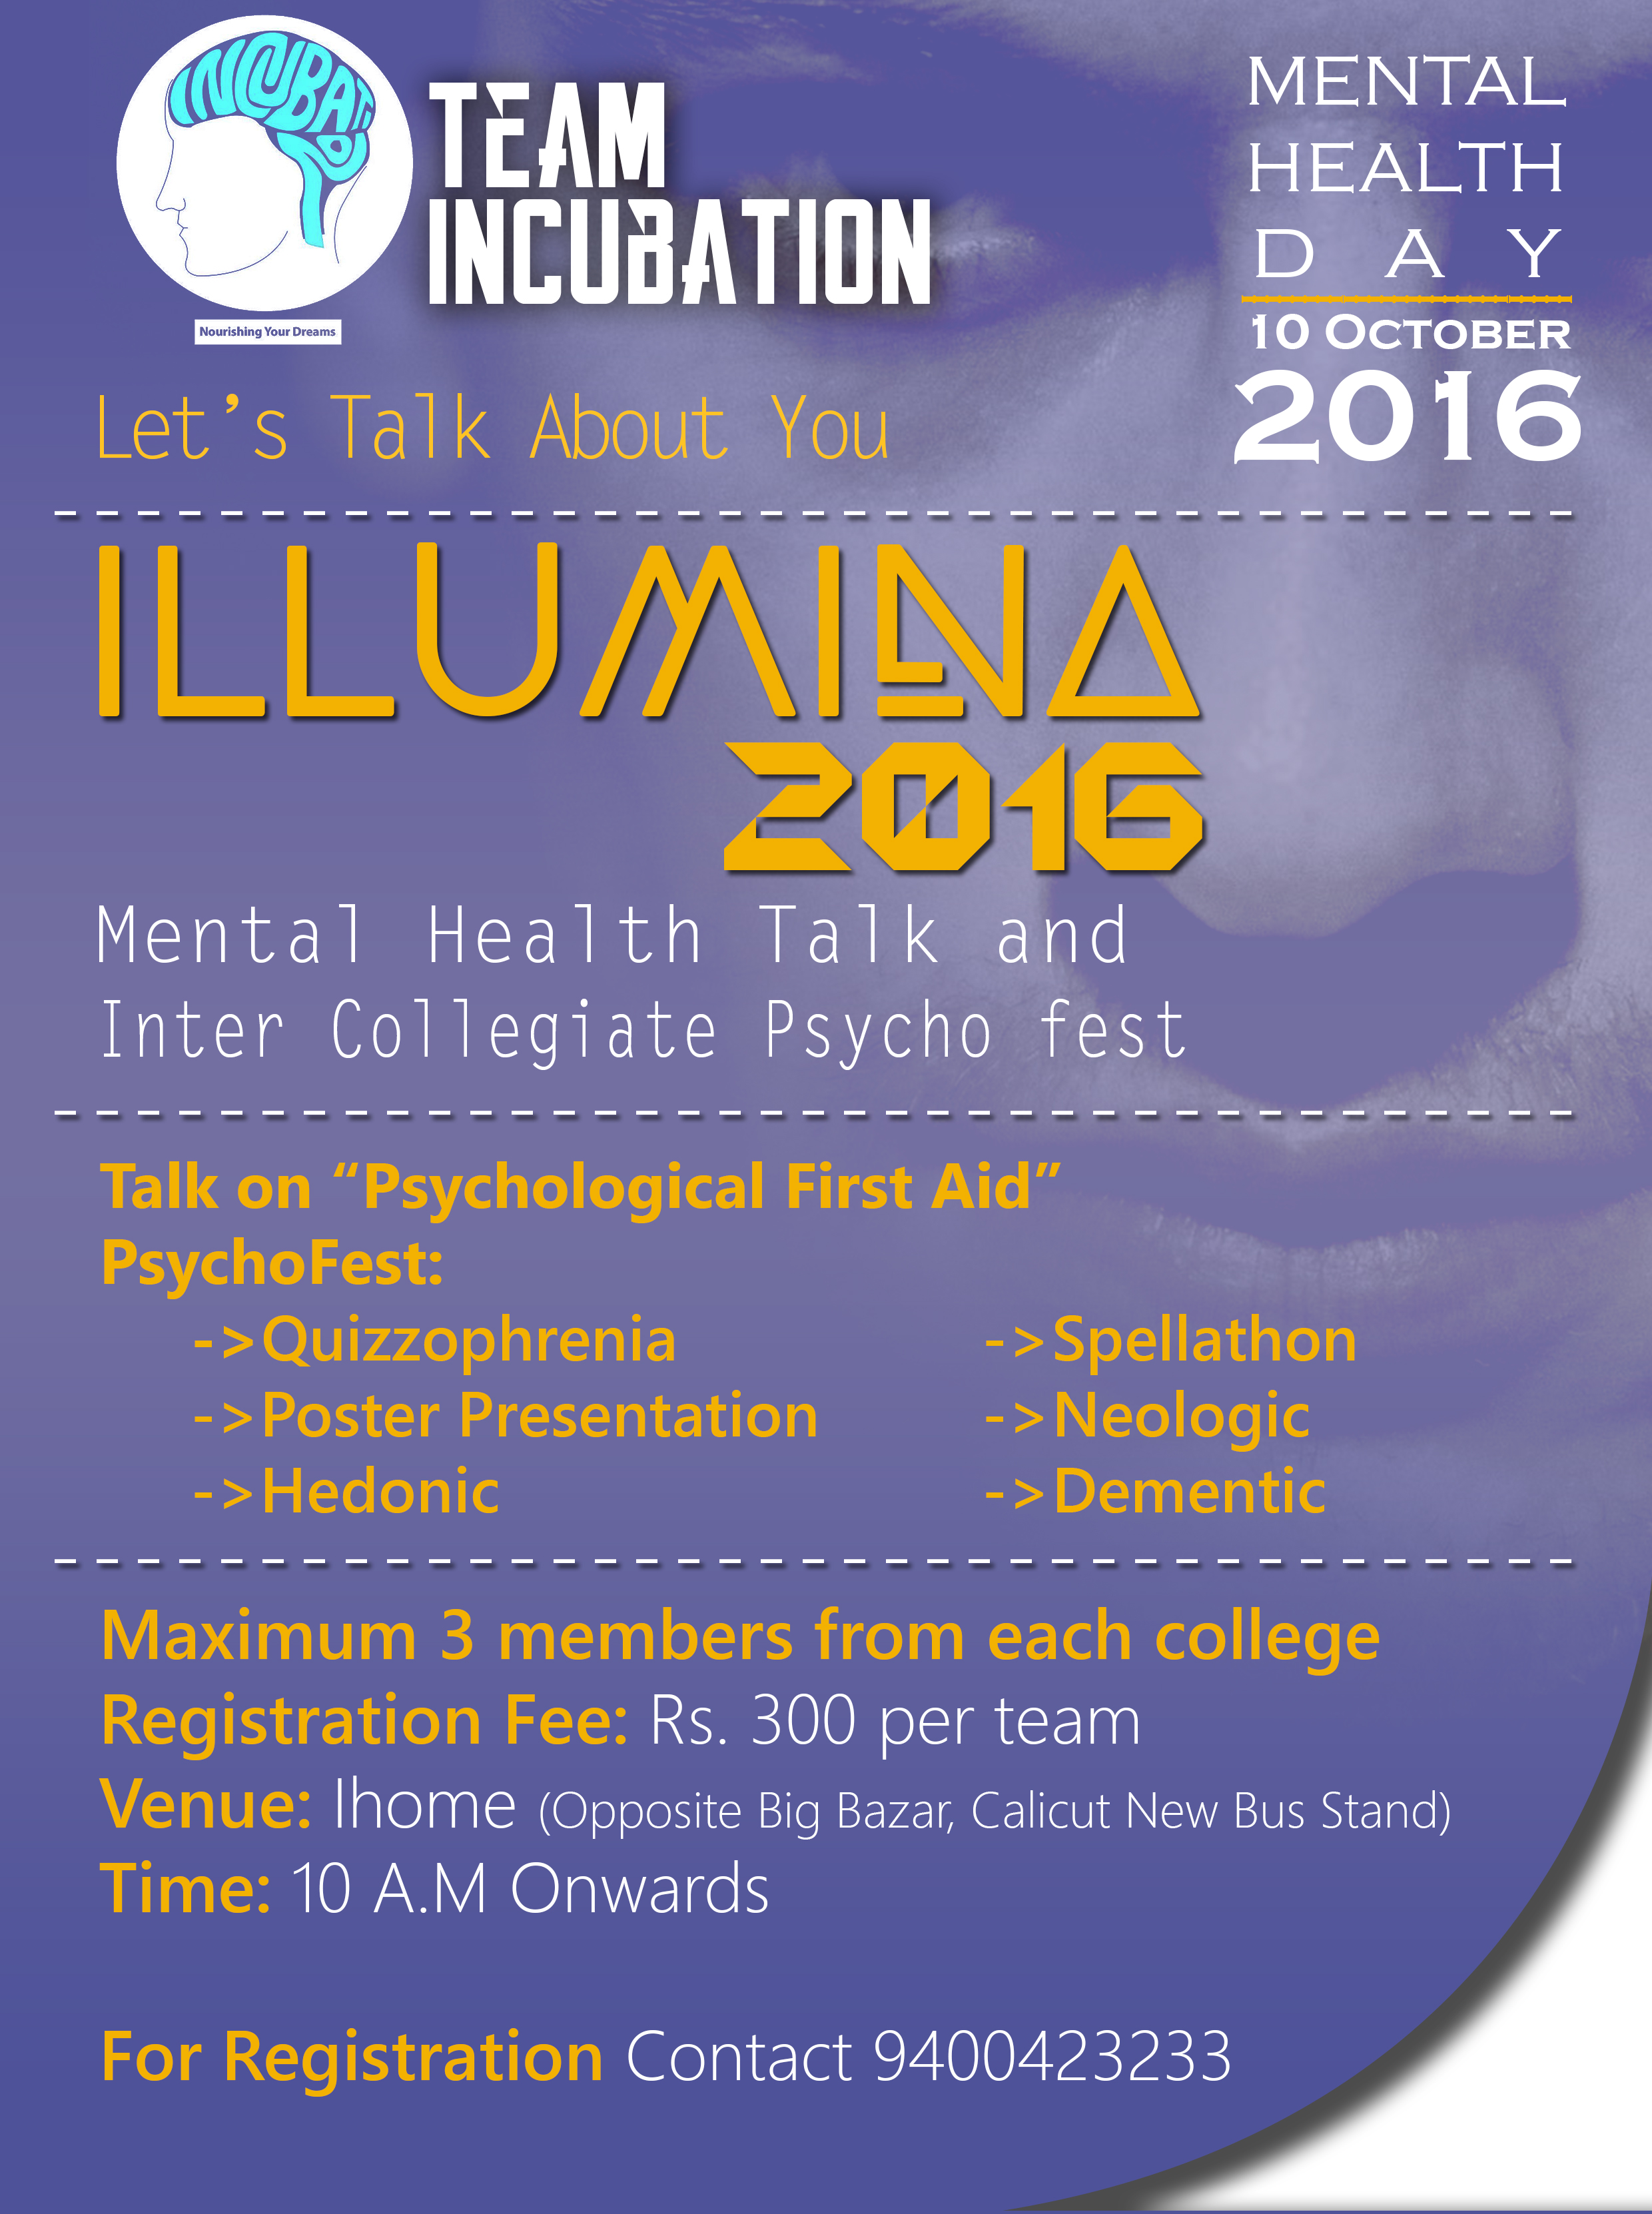 INCUBATION
TEAM
INCUBATION
Nourishing Your Dreams
Let's Talk About You
MENTAL
HEALTH
DAY
10 OCTOBER
2016
ILLUMINA
2016
Mental Health Talk and
Inter Collegiate Psycho fest
Talk on “Psychological First Aid”
PsychoFest:
->Quizzophrenia
->Poster Presentation
->Hedonic
->Spellathon
->Neologic
->Dementic
Maximum 3 members from each college
Registration Fee: Rs. 300 per team
Venue: Ihome (Opposite Big Bazar, Calicut New Bus Stand)
Time: 10 A.M Onwards
For Registration Contact 9400423233